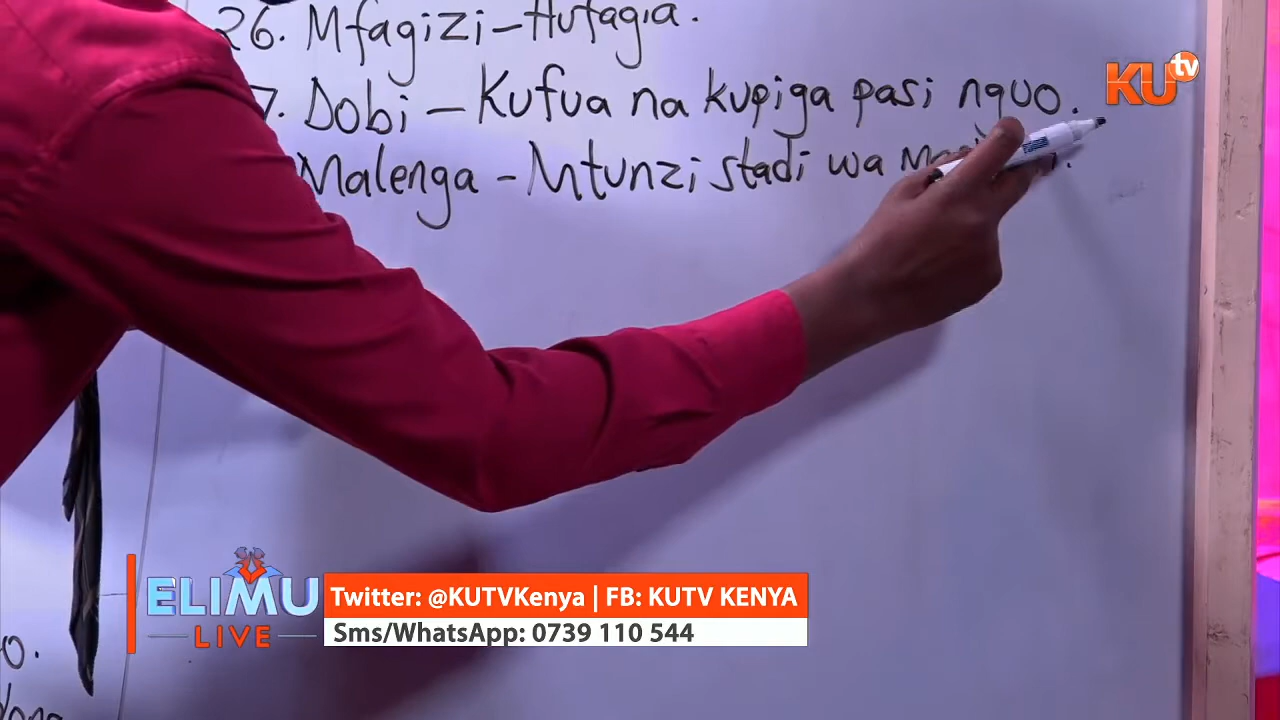 26. Mfagizi - Hufagia.
7. Dobi - Kufua na kupiga pasi nguo.
Malenga - Mtunzi stadi wa
KU tv
ELIMU
LIVE
Twitter: @KUTVKenya | FB: KUTV KENYA
Sms/WhatsApp: 0739 110 544